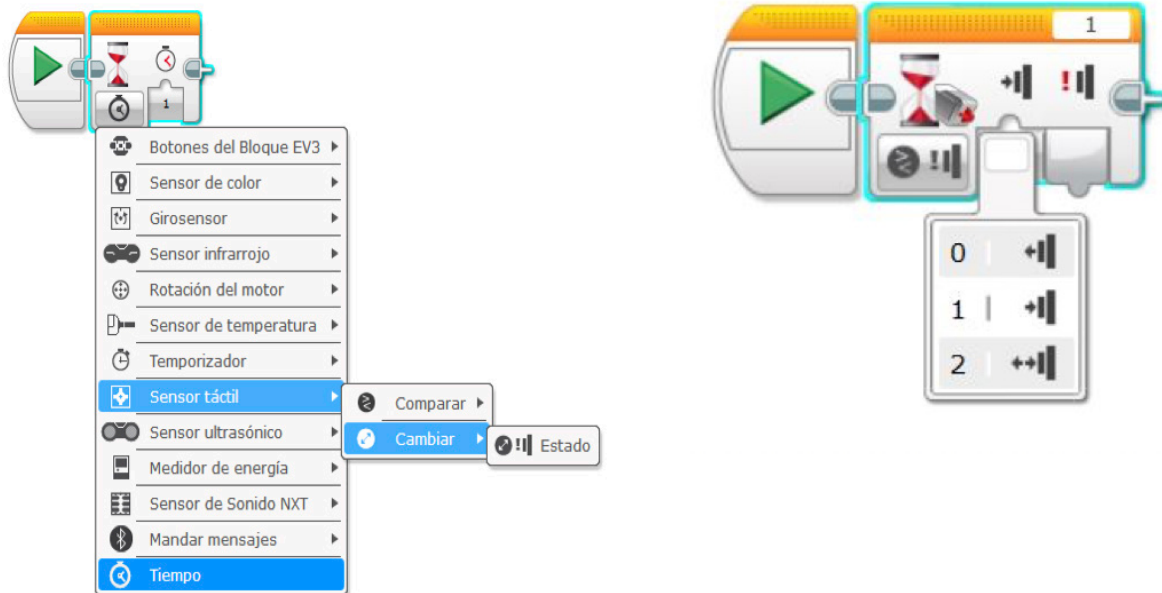 1
Botones del Bloque EV3
Sensor de color
Girosensor
Sensor infrarrojo
Rotación del motor
Sensor de temperatura
Temporizador
Sensor táctil
Comparar
Sensor ultrasónico
Cambiar
Estado
Medidor de energía
Sensor de Sonido NXT
Mandar mensajes
Tiempo
1
0
1
2